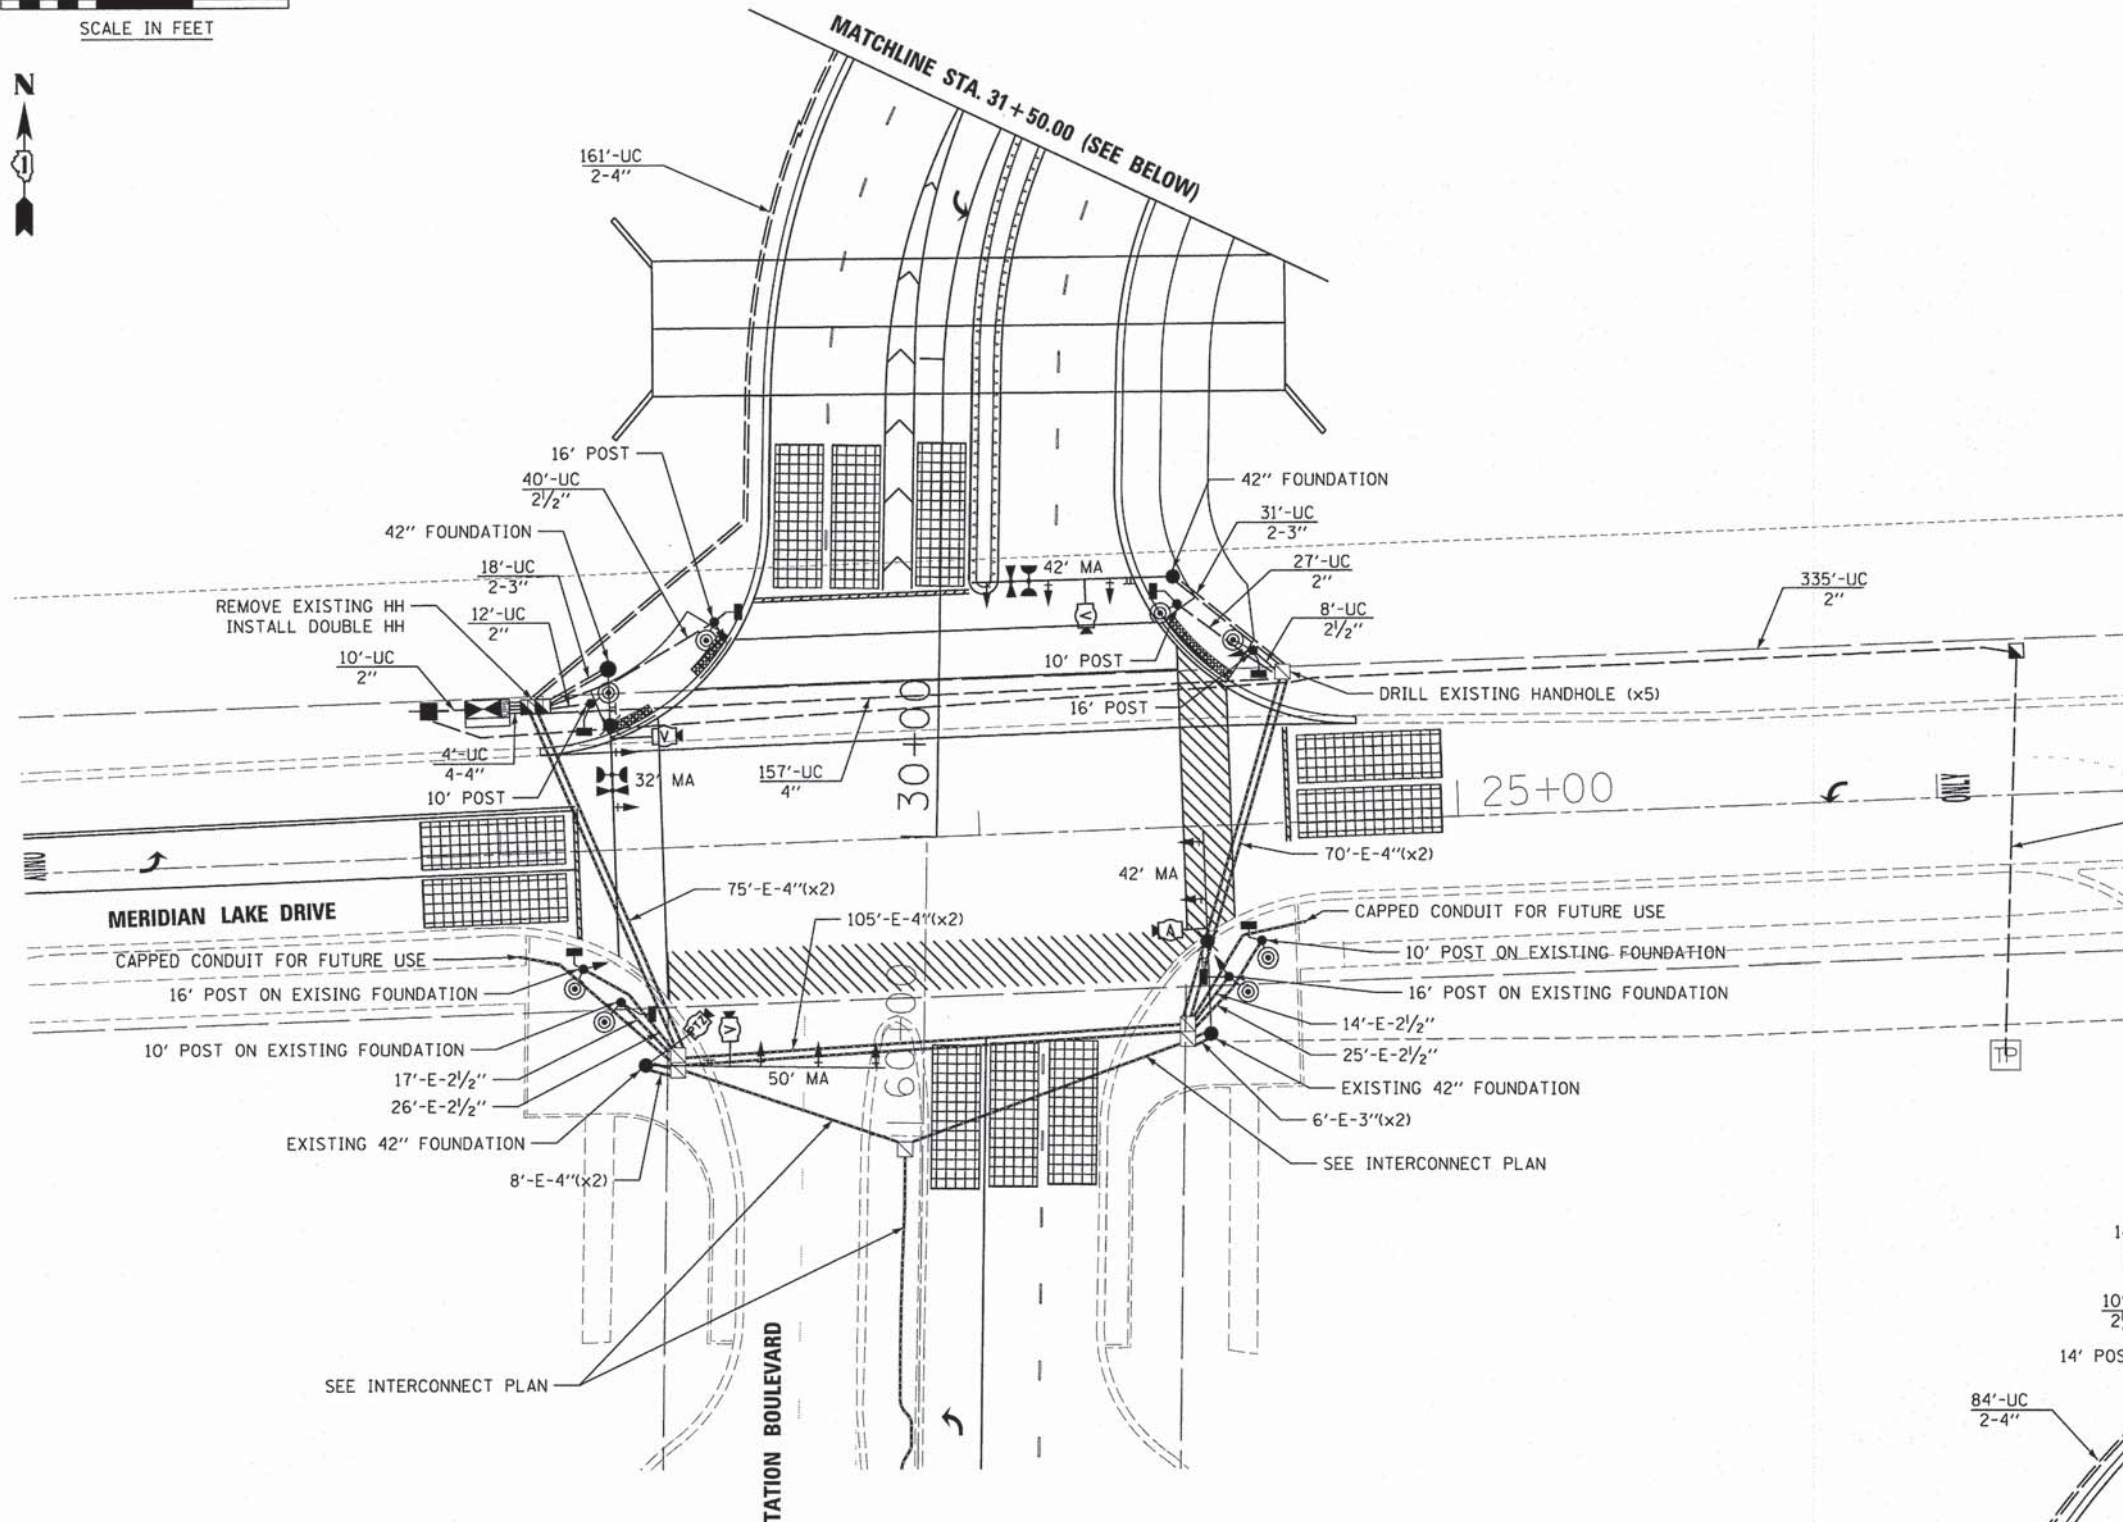 SCALE IN FEET
N
1
MATCHLINE STA. 31+50.00 (SEE BELOW)
161'-UC
2-4"
16' POST
40'-UC
2½"
42" FOUNDATION
18'-UC
2-3"
REMOVE EXISTING HH
INSTALL DOUBLE HH
12'-UC
2"
10'-UC
2"
4'-UC
4-4"
10' POST
42" FOUNDATION
31'-UC
2-3"
42' MA
27'-UC
2"
8'-UC
2½"
335'-UC
2"
V
10' POST
16' POST
DRILL EXISTING HANDHOLE (x5)
V
32' MA
157'-UC
4"
30+00
25+00
ONLY
ONLY
MERIDIAN LAKE DRIVE
75'-E-4"(x2)
105'-E-4"(x2)
70'-E-4"(x2)
42' MA
A
CAPPED CONDUIT FOR FUTURE USE
16' POST ON EXISING FOUNDATION
10' POST ON EXISTING FOUNDATION
17'-E-2½"
26'-E-2½"
EXISTING 42" FOUNDATION
8'-E-4"(x2)
PTZ
V
50' MA
60+00
CAPPED CONDUIT FOR FUTURE USE
10' POST ON EXISTING FOUNDATION
16' POST ON EXISTING FOUNDATION
14'-E-2½"
25'-E-2½"
EXISTING 42" FOUNDATION
6'-E-3"(x2)
SEE INTERCONNECT PLAN
TP
SEE INTERCONNECT PLAN
TATION BOULEVARD
14' POS
84'-UC
2-4"